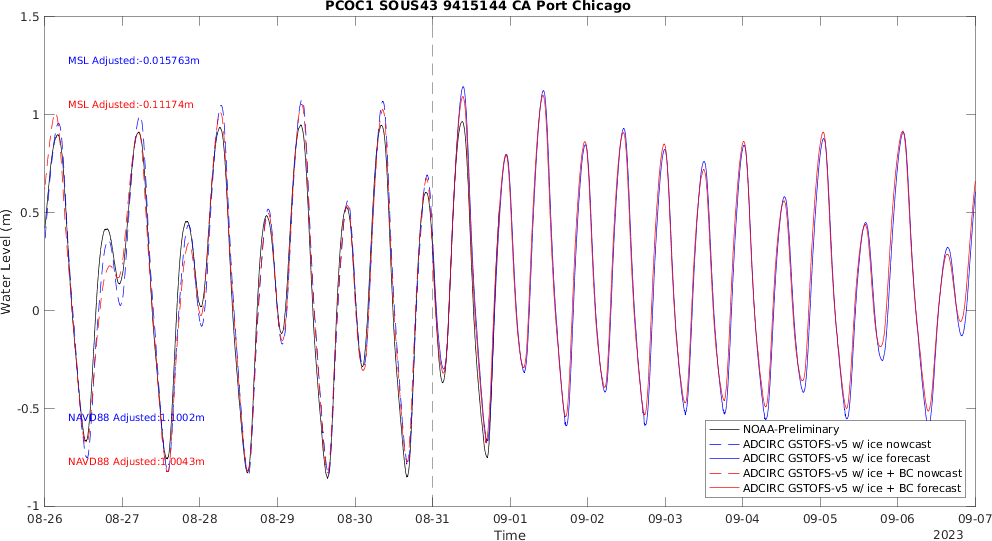 PCOC1 SOUS43 9415144 CA Port Chicago
1.5
MSL Adjusted:-0.015763m
MSL Adjusted:-0.11174m
1
0.5
Water Level (m)
0
-0.5
NAVD88 Adjusted:1.1002m
NAVD88 Adjusted:1.0043m
NOAA-Preliminary
ADCIRC GSTOFS-v5 w/ ice nowcast
ADCIRC GSTOFS-v5 w/ ice forecast
ADCIRC GSTOFS-v5 w/ ice + BC nowcast
ADCIRC GSTOFS-v5 w/ ice + BC forecast
-1
08-26 08-27 08-28 08-29 08-30 08-31 09-01 09-02 09-03 09-04 09-05 09-06 09-07
Time
2023